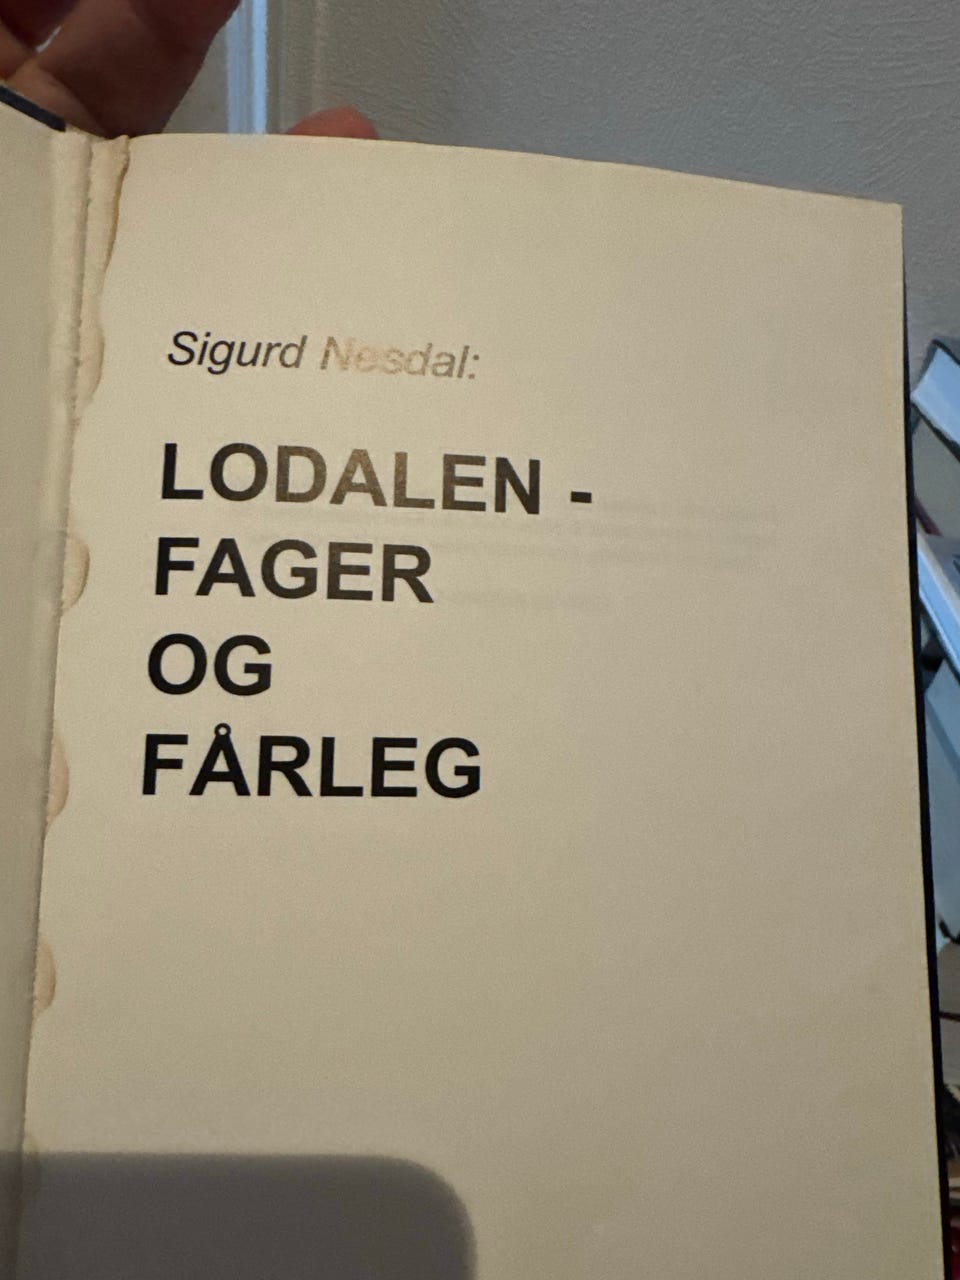 Sigurd Nesdal:
LODALEN -
FAGER
OG
FÅRLEG